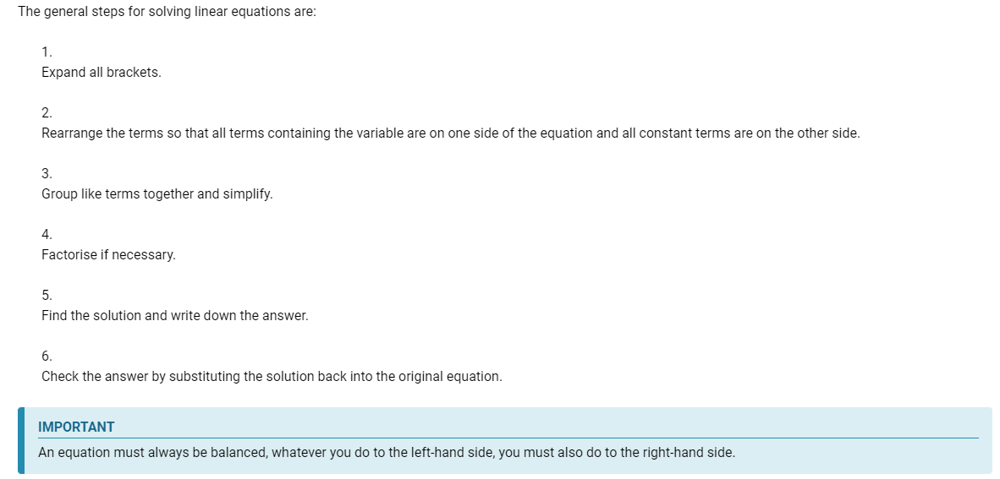 The general steps for solving linear equations are:
1.
Expand all brackets.
2.
Rearrange the terms so that all terms containing the variable are on one side of the equation and all constant terms are on the other side.
3.
Group like terms together and simplify.
4.
Factorise if necessary.
5.
Find the solution and write down the answer.
6.
Check the answer by substituting the solution back into the original equation.
IMPORTANT
An equation must always be balanced, whatever you do to the left-hand side, you must also do to the right-hand side.